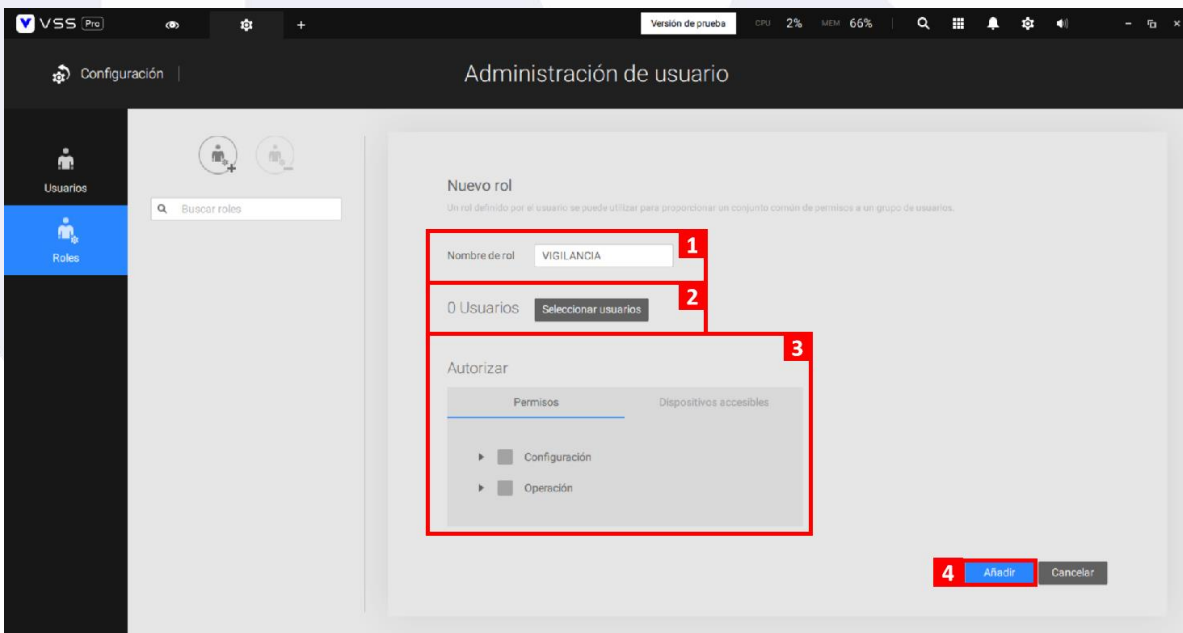 VSS Pro + Versión de prueba CPU 2% MEM 66%
Configuración Administración de usuario
Usuarios
Roles
Buscar roles
Nuevo rol
Un rol definido por el usuario se puede utilizar para proporcionar un conjunto común de permisos a un grupo de usuarios.
Nombre de rol VIGILANCIA 1
0 Usuarios Seleccionar usuarios 2
3
Autorizar
Permisos Dispositivos accesibles
Configuración
Operación
4 Añadir Cancelar